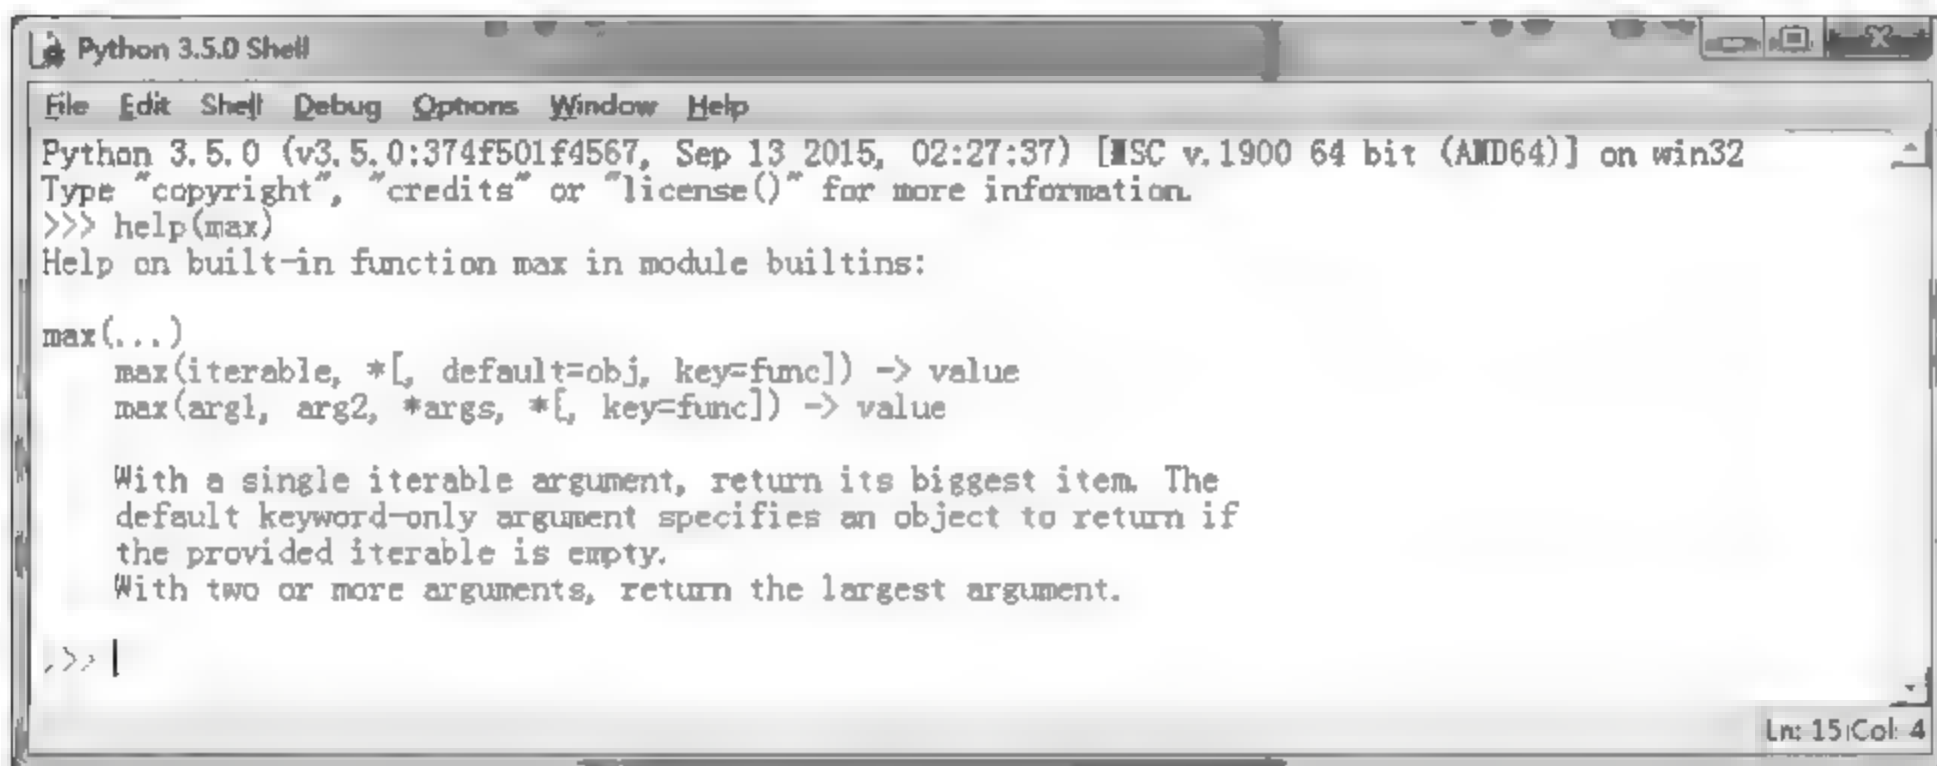 Python 3.5.0 Shell
File Edit Shell Debug Options Window Help
Python 3.5.0 (v3.5.0:374f501f4567, Sep 13 2015, 02:27:37) [MSC v.1900 64 bit (AMD64)] on win32
Type "copyright", "credits" or "license()" for more information.
>>> help(max)
Help on built-in function max in module builtins:
max(...)
    max(iterable, *[, default=obj, key=func]) -> value
    max(arg1, arg2, *args, *[, key=func]) -> value
    With a single iterable argument, return its biggest item. The
    default keyword-only argument specifies an object to return if
    the provided iterable is empty.
    With two or more arguments, return the largest argument.
>>>
Ln: 15 Col: 4